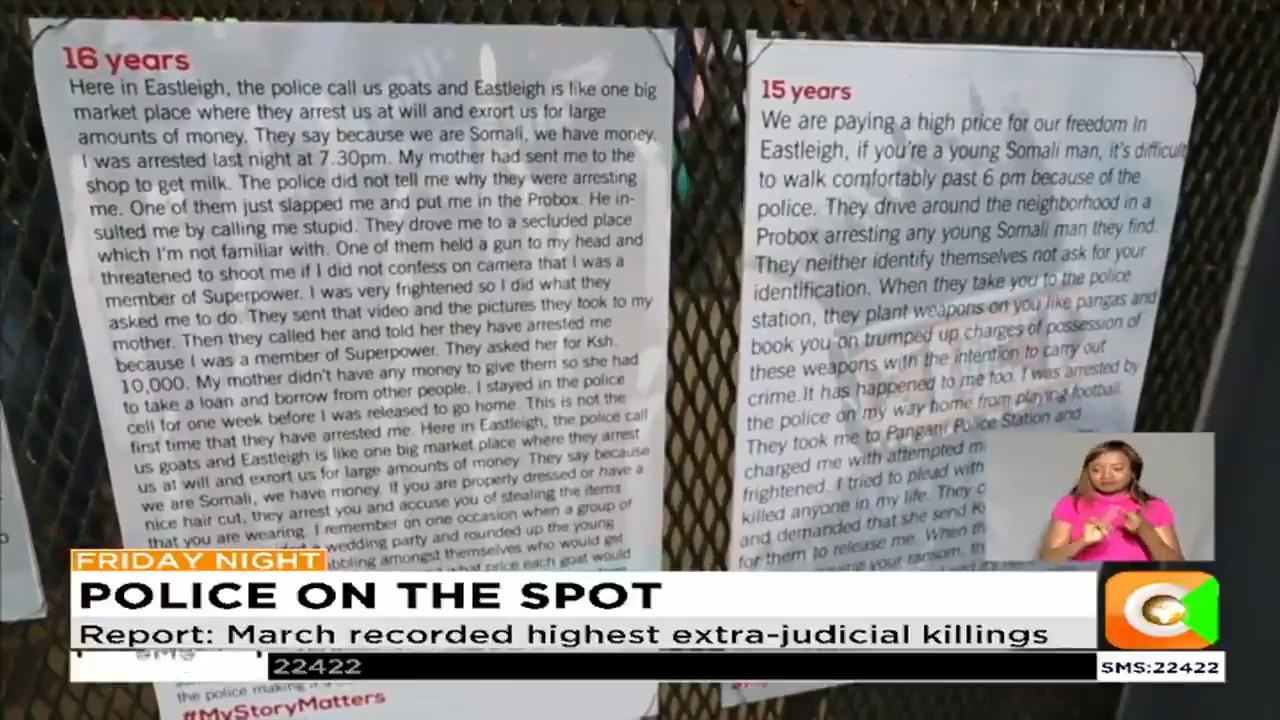 16 years
Here in Eastleigh, the police call us goats and Eastleigh is like one big
market place where they arrest us at will and exrort us for large
amounts of money. They say because we are Somali, we have money.
I was arrested last night at 7.30pm. My mother had sent me to the
shop to get milk. The police did not tell me why they were arresting
me. One of them just slapped me and put me in the Probox. He in-
sulted me by calling me stupid. They drove me to a secluded place
which I'm not familiar with. One of them held a gun to my head and
threatened to shoot me if I did not confess on camera that I was a
member of Superpower. I was very frightened so I did what they
asked me to do. They sent that video and the pictures they took to my
mother. Then they called her and told her they have arrested me
because I was a member of Superpower. They asked her for Ksh.
10,000. My mother didn't have any money to give them so she had
to take a loan and borrow from other people. I stayed in the police
cell for one week before I was released to go home. This is not the
first time that they have arrested me. Here in Eastleigh, the police call
us goats and Eastleigh is like one big market place where they arrest
us at will and exrort us for large amounts of money. They say because
we are Somali, we have money. If you are properly dressed or have a
nice hair cut, they arrest you and accuse you of stealing the items
that you are wearing. I remember on one occasion when a group of
wedding party and rounded up the young
amongst themselves who would get
what price each goat would
the police making
#MyStoryMatters
15 years
We are paying a high price for our freedom In
Eastleigh, if you're a young Somali man, it's difficult
to walk comfortably past 6 pm because of the
police. They drive around the neighborhood in a
Probox arresting any young Somali man they find.
They neither identify themselves not ask for your
identification. When they take you to the police
station, they plant weapons on you like pangas and
book you on trumped up charges of possession of
these weapons with the intention to carry out
crime.It has happened to me too. I was arrested by
the police on my way home from playing football.
They took me to Pangani Police Station and
charged me with attempted
frightened. I tried to plead with
killed anyone in my life. They
and demanded that she send
for them to release me. When
your ransom,
FRIDAY NIGHT
POLICE ON THE SPOT
Report: March recorded highest extra-judicial killings
22422
SMS:22422